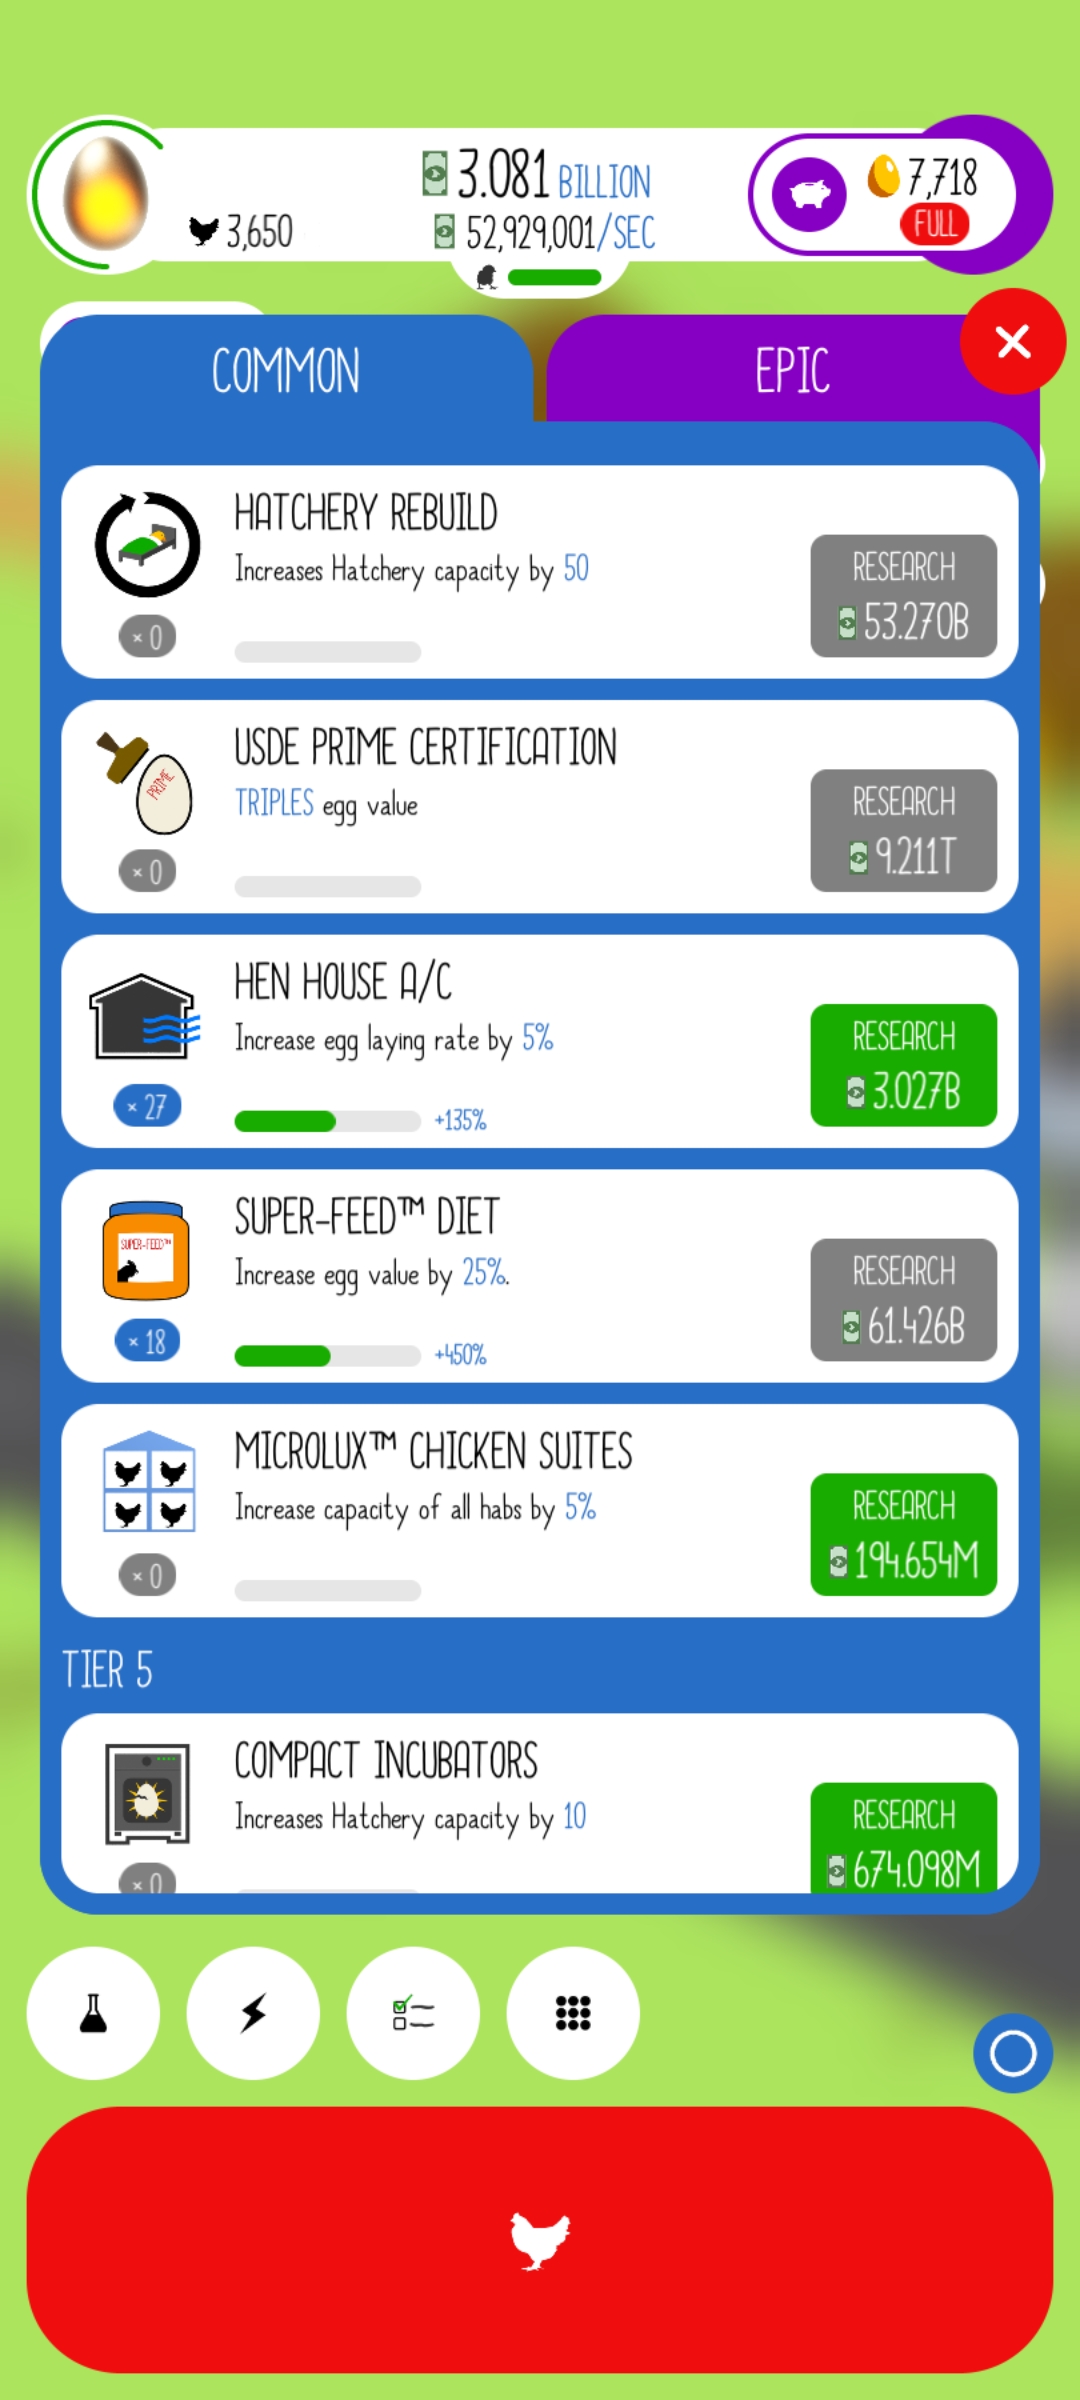 3.081 BILLION
7,718
3,650
52,929,001/SEC
FULL
COMMON
EPIC
HATCHERY REBUILD
Increases Hatchery capacity by 50
RESEARCH
53.270B
× 0
USDE PRIME CERTIFICATION
TRIPLES egg value
PRIME
RESEARCH
9.211T
× 0
HEN HOUSE A/C
Increase egg laying rate by 5%
RESEARCH
3.027B
× 27
+135%
SUPER-FEED™ DIET
SUPER-FEED™
Increase egg value by 25%.
RESEARCH
61.426B
× 18
+450%
MICROLUX™ CHICKEN SUITES
Increase capacity of all habs by 5%
RESEARCH
194.654M
× 0
TIER 5
COMPACT INCUBATORS
Increases Hatchery capacity by 10
RESEARCH
674.098M
× 0